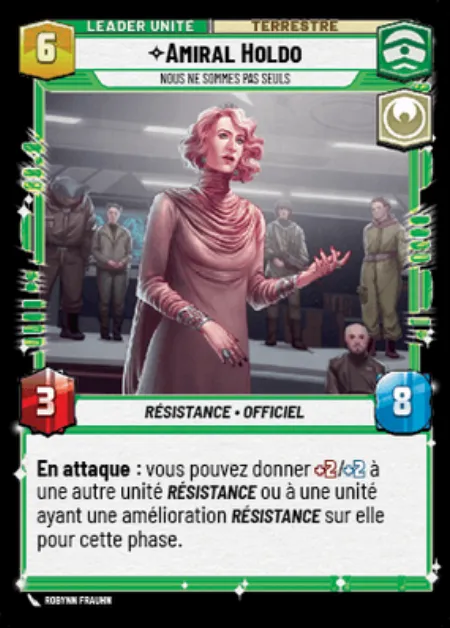 LEADER UNITÉ
TERRESTRE
6
AMIRAL HOLDO
NOUS NE SOMMES PAS SEULS
3
RÉSISTANCE • OFFICIEL
8
En attaque : vous pouvez donner +2/+2 à
une autre unité RÉSISTANCE ou à une unité
ayant une amélioration RÉSISTANCE sur elle
pour cette phase.
ROBYNN FRAUHN